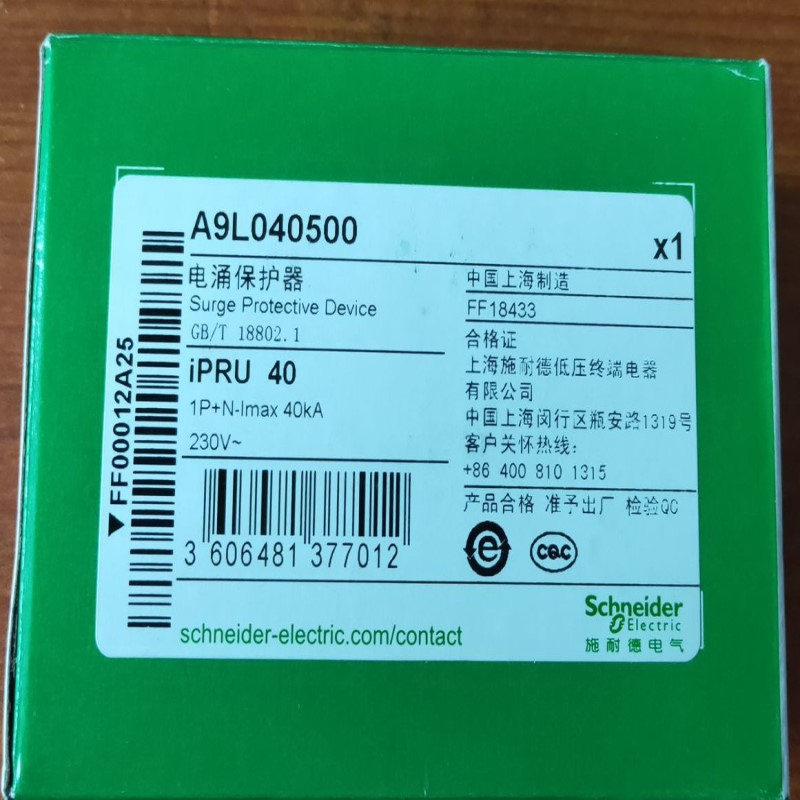 A9L040500
x1
电涌保护器
Surge Protective Device
GB/T 18802.1
iPRU 40
1P+N-Imax 40kA
230V~
3 606481 377012
中国上海制造
FF18433
合格证
上海施耐德低压终端电器
有限公司
中国上海闵行区瓶安路1319号
客户关怀热线:
+86 400 810 1315
产品合格 准予出厂 检验QC
e
CQC
FF00012A25
schneider-electric.com/contact
Schneider
Electric
施耐德电气